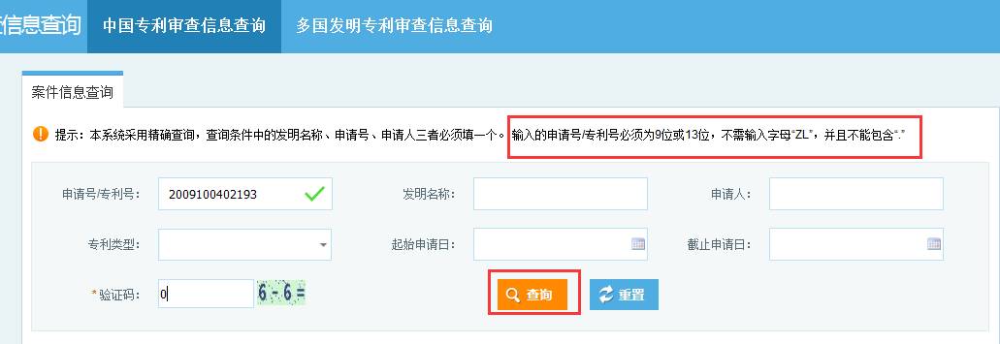 信息查询 中国专利审查信息查询 多国发明专利审查信息查询
案件信息查询
提示：本系统采用精确查询，查询条件中的发明名称、申请号、申请人三者必须填一个。输入的申请号/专利号必须为9位或13位，不需输入字母“ZL”，并且不能包含“.”
申请号/专利号： 2009100402193 发明名称： 申请人：
专利类型： 起始申请日： 截止申请日：
*验证码： 0 6-6= 查询 重置